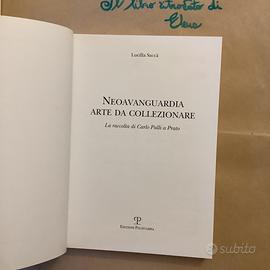 Il libro ritrovato di
Elena
Lucilla Saccà
NEOAVANGUARDIA
ARTE DA COLLEZIONARE
La raccolta di Carlo Palli a Prato
EDIZIONI POLISTAMPA
subito